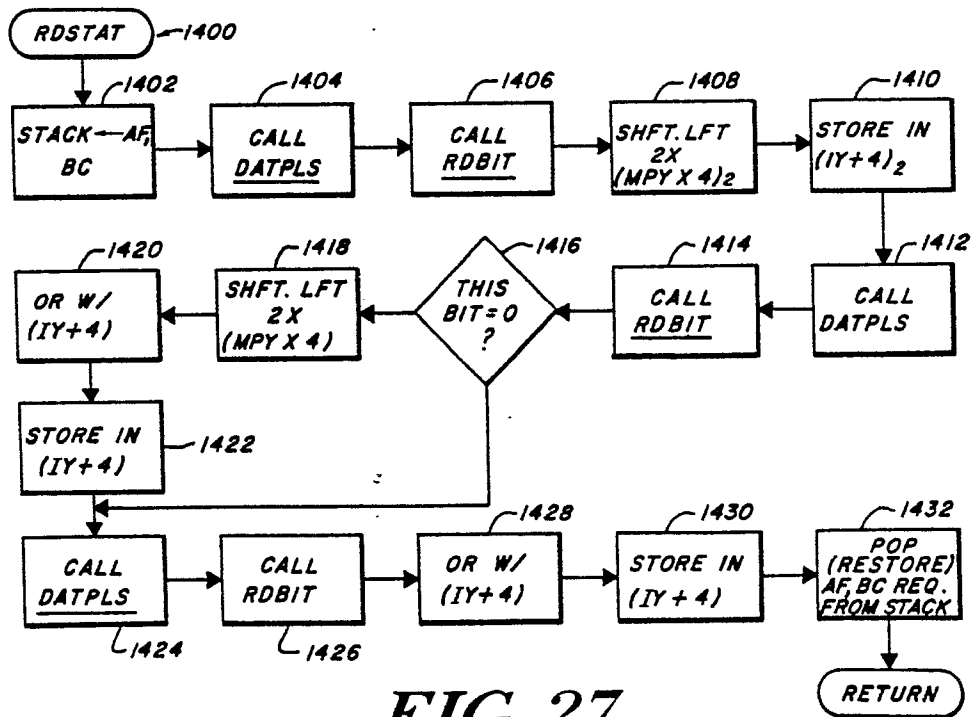 RDSTAT
1400
1402
STACK←AF,
BC
1404
CALL
DATPLS
1406
CALL
RDBIT
1408
SHFT. LFT
2X
(MPY X 4)2
1410
STORE IN
(IY+4)2
1412
CALL
DATPLS
1414
CALL
RDBIT
1416
THIS
BIT=0
?
1418
SHFT. LFT
2X
(MPY X 4)
1420
OR W/
(IY+4)
1422
STORE IN
(IY+4)
CALL
DATPLS
1424
CALL
RDBIT
1426
1428
OR W/
(IY+4)
1430
STORE IN
(IY+4)
1432
POP
(RESTORE)
AF, BC REQ.
FROM STACK
RETURN
FIG. 27